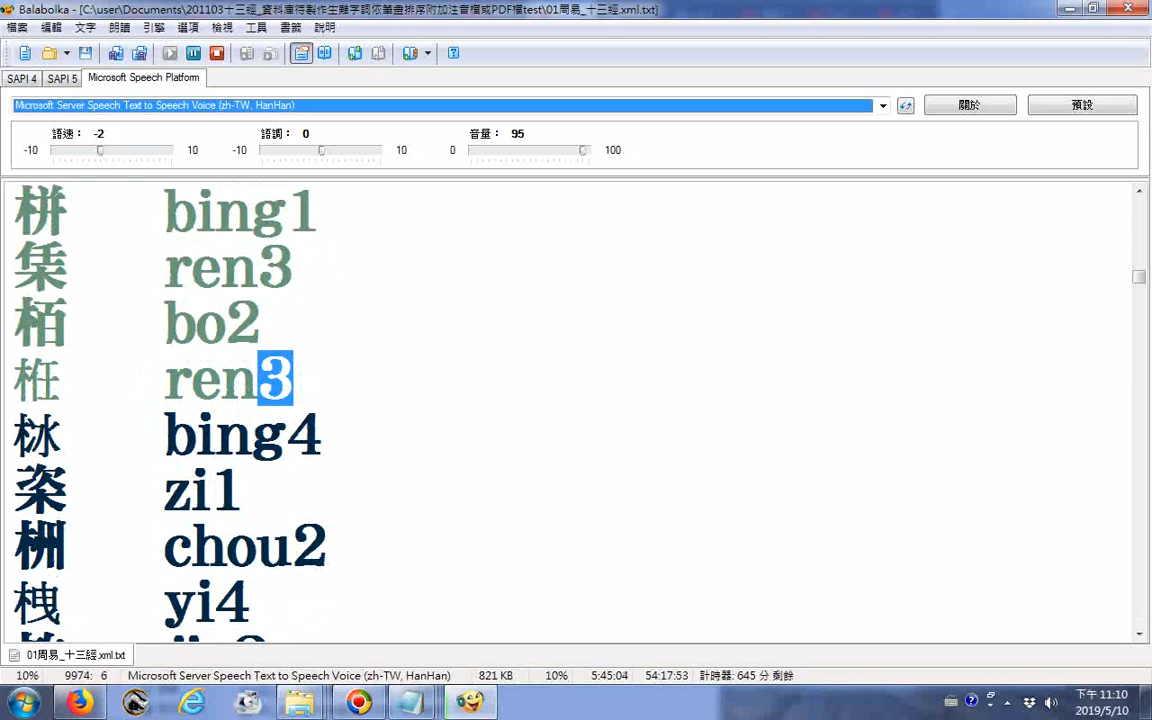 Balabolka - [C:\user\Documents\201103十三經_資料庫待製作生難字詞依筆畫排序附加注音檔或PDF檔test\01周易_十三經.xml.txt]
檔案 編輯 文字 朗讀 引擎 選項 檢視 工具 書籤 說明
SAPI 4 SAPI 5 Microsoft Speech Platform
Microsoft Server Speech Text to Speech Voice (zh-TW, HanHan) 關於 預設
語速： -2 語調： 0 音量： 95
-10 10 -10 10 0 100
栟 bing1
栠 ren3
栢 bo2
栣 ren3
栤 bing4
栥 zi1
栦 chou2
栧 yi4
01周易_十三經.xml.txt
10% 9974: 6 Microsoft Server Speech Text to Speech Voice (zh-TW, HanHan) 821 KB 10% 5:45:04 54:17:53 計時器: 645 分 剩餘
下午 11:10
2019/5/10